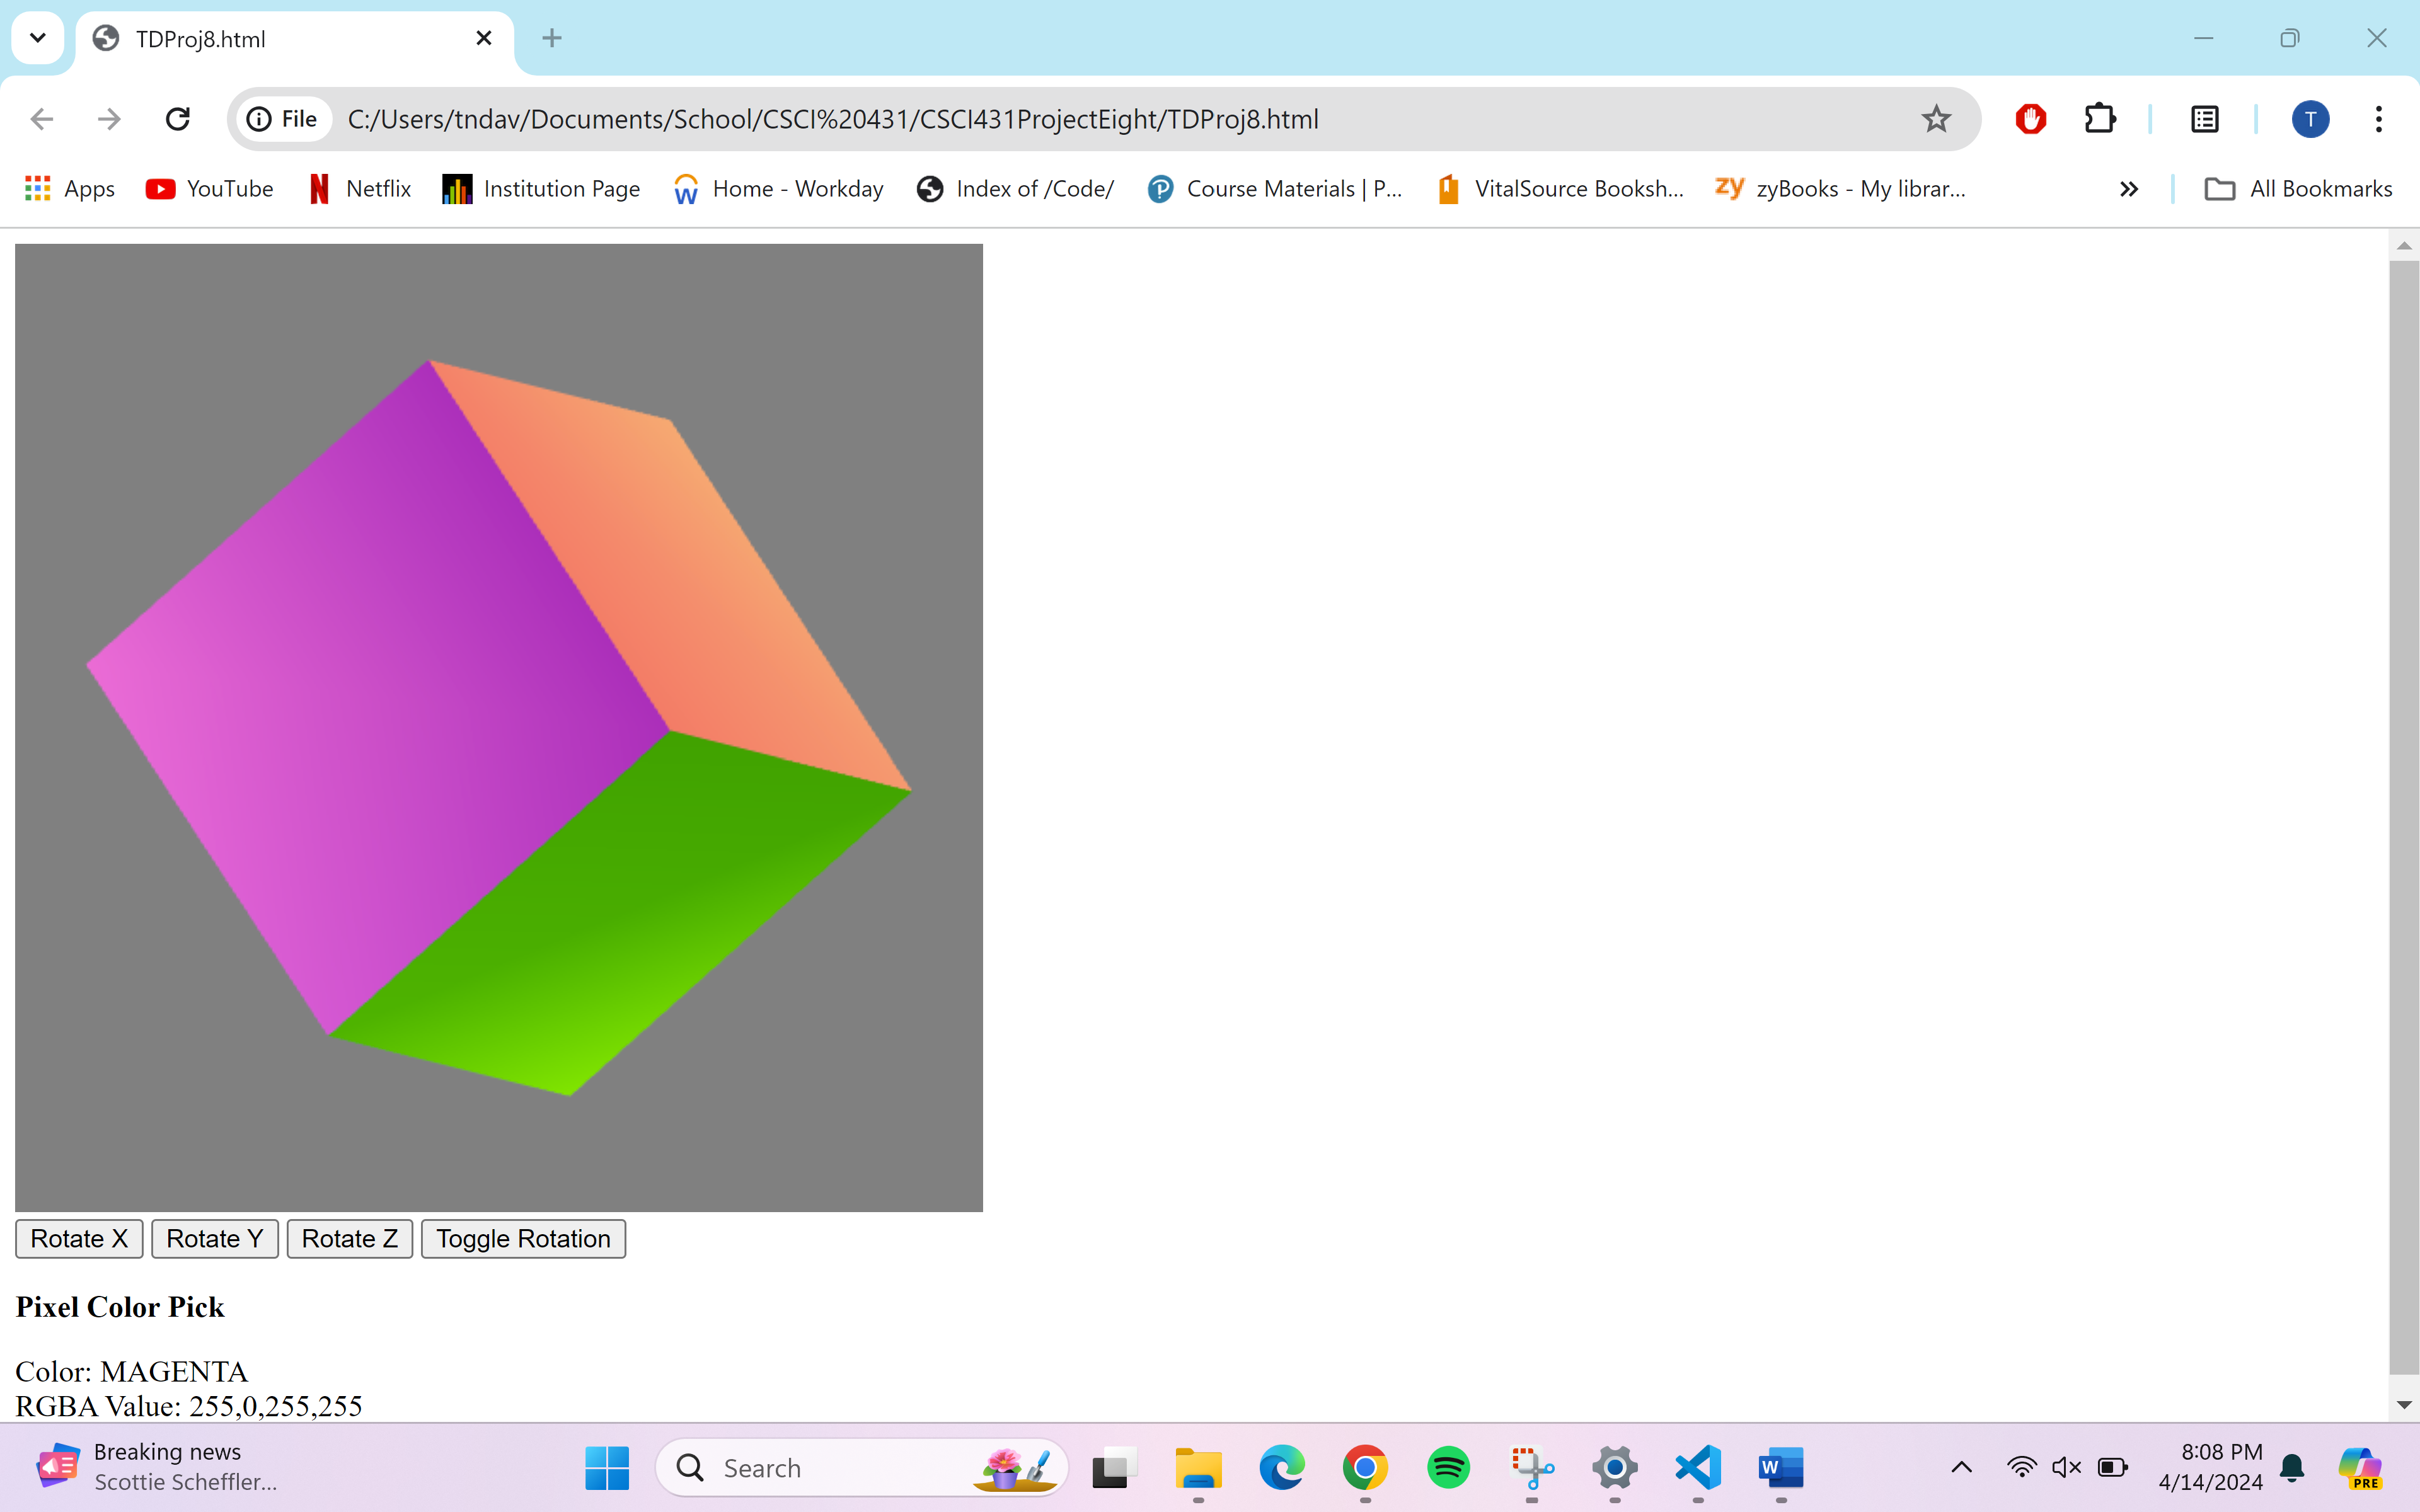 TDProj8.html
File C:/Users/tndav/Documents/School/CSCI%20431/CSCI431ProjectEight/TDProj8.html T
Apps YouTube Netflix Institution Page Home - Workday Index of /Code/ Course Materials | P... VitalSource Booksh... zy zyBooks - My librar... All Bookmarks
Rotate X Rotate Y Rotate Z Toggle Rotation
Pixel Color Pick
Color: MAGENTA
RGBA Value: 255,0,255,255
Breaking news
Scottie Scheffler...
Search
8:08 PM
4/14/2024
PRE